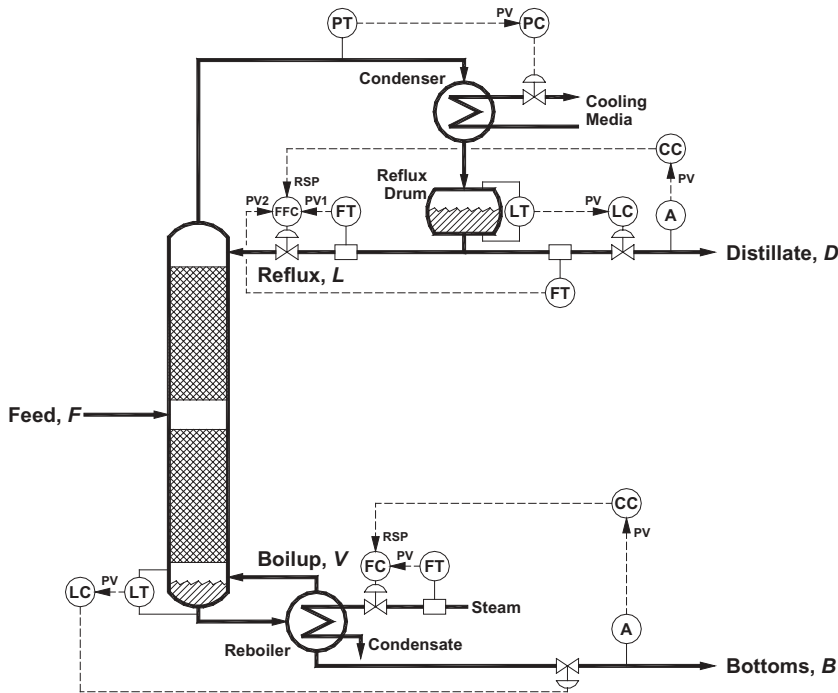 PT
PV
PC
Condenser
Cooling
Media
CC
RSP
Reflux
Drum
PV
PV2
PV1
FFC
FT
LT
PV
LC
A
Reflux, L
Distillate, D
FT
Feed, F
CC
RSP
PV
Boilup, V
FC
PV
FT
LC
PV
LT
Steam
A
Reboiler
Condensate
Bottoms, B